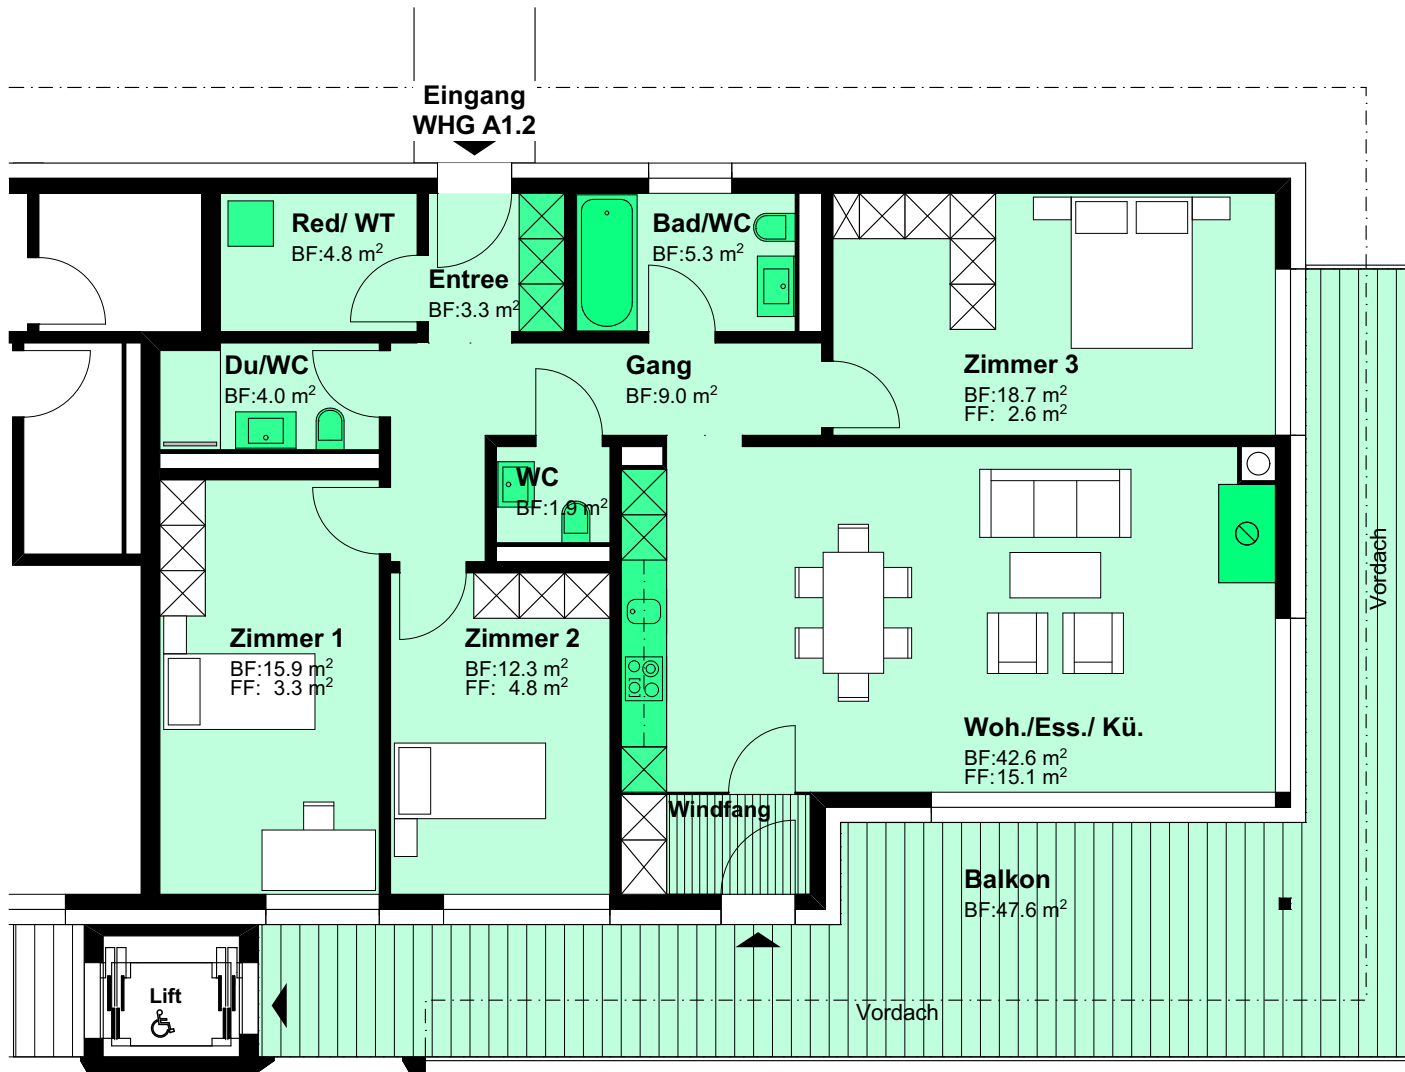 Eingang
WHG A1.2
Red/ WT
BF:4.8 m²
Entree
BF:3.3 m²
Bad/WC
BF:5.3 m²
Du/WC
BF:4.0 m²
Gang
BF:9.0 m²
Zimmer 3
BF:18.7 m²
FF: 2.6 m²
WC
BF:1.9 m²
Zimmer 1
BF:15.9 m²
FF: 3.3 m²
Zimmer 2
BF:12.3 m²
FF: 4.8 m²
Woh./Ess./ Kü.
BF:42.6 m²
FF:15.1 m²
Vordach
Windfang
Balkon
BF:47.6 m²
Lift
Vordach